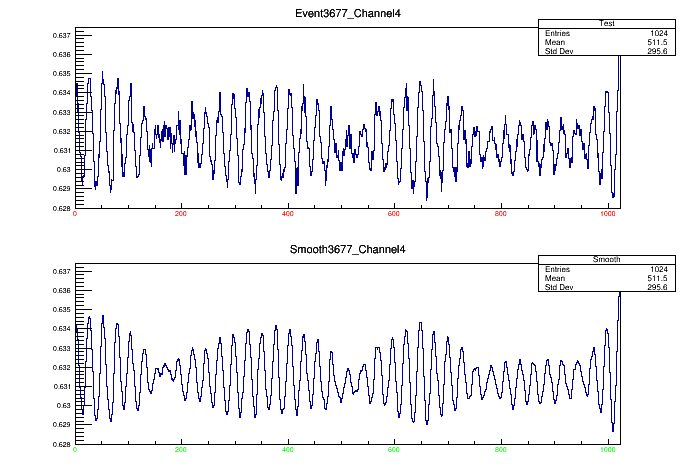 Event3677_Channel4
Test
Entries 1024
Mean 511.5
Std Dev 295.6
0.637
0.636
0.635
0.634
0.633
0.632
0.631
0.63
0.629
0.628
0 200 400 600 800 1000
Smooth3677_Channel4
Smooth
Entries 1024
Mean 511.5
Std Dev 295.6
0.637
0.636
0.635
0.634
0.633
0.632
0.631
0.63
0.629
0.628
0 200 400 600 800 1000